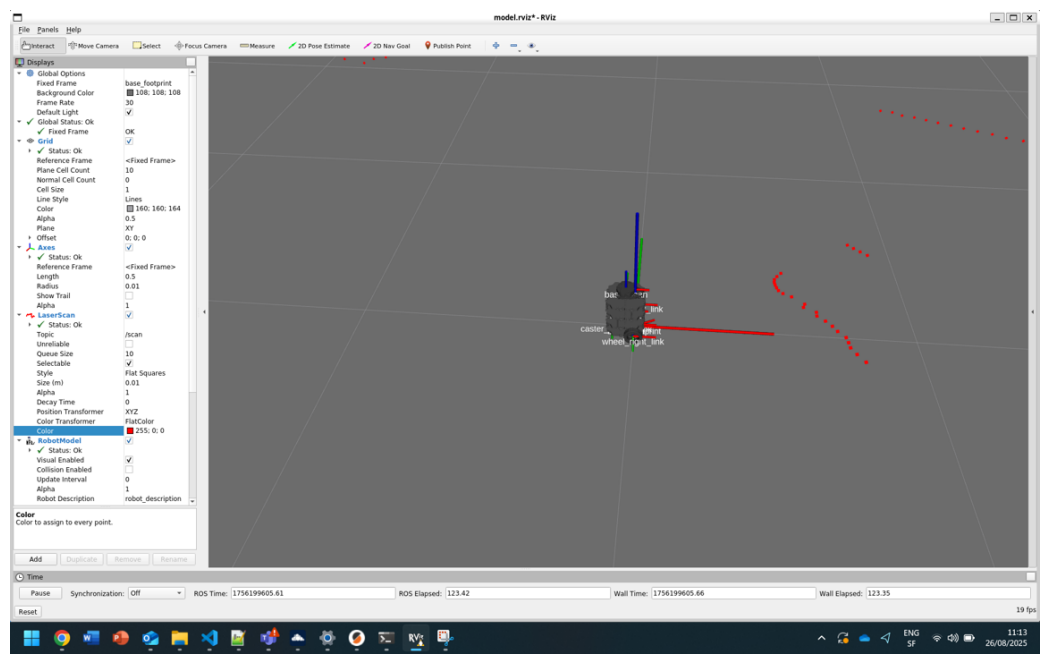 model.rviz* - RViz
File Panels Help
Interact Move Camera Select Focus Camera Measure 2D Pose Estimate 2D Nav Goal Publish Point
Displays
Global Options
Fixed Frame base_footprint
Background Color 108; 108; 108
Frame Rate 30
Default Light
Global Status: Ok
Fixed Frame OK
Grid
Status: Ok
Reference Frame <Fixed Frame>
Plane Cell Count 10
Normal Cell Count 0
Cell Size 1
Line Style Lines
Color 160; 160; 164
Alpha 0.5
Plane XY
Offset 0; 0; 0
Axes
Status: Ok
Reference Frame <Fixed Frame>
Length 0.5
Radius 0.01
Show Trail
Alpha 1
LaserScan
Status: Ok
Topic /scan
Unreliable
Queue Size 10
Selectable
Style Flat Squares
Size (m) 0.01
Alpha 1
Decay Time 0
Position Transformer XYZ
Color Transformer FlatColor
Color 255; 0; 0
RobotModel
Status: Ok
Visual Enabled
Collision Enabled
Update Interval 0
Alpha 1
Robot Description robot_description
Color
Color to assign to every point.
Add Duplicate Remove Rename
wheel_right_link
Time
Pause Synchronization: Off ROS Time: 1756199605.61 ROS Elapsed: 123.42 Wall Time: 1756199605.66 Wall Elapsed: 123.35
Reset 19 fps
ENG 11:13
SF 26/08/2025